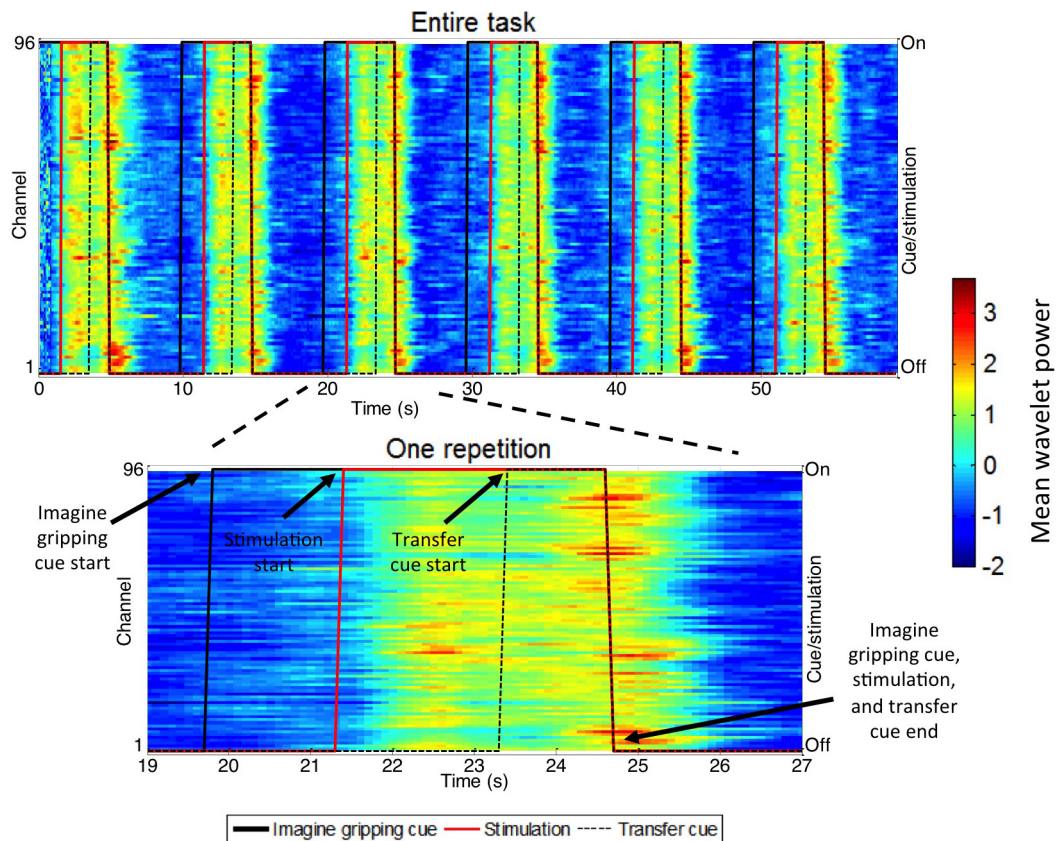 Entire task
96
On
Channel
Cue/stimulation
1
Off
0 10 20 30 40 50
Time (s)
3
2
1
0
-1
-2
Mean wavelet power
One repetition
96
On
Imagine
gripping
cue start
Stimulation
start
Transfer
cue start
Channel
Cue/stimulation
Imagine
gripping cue,
stimulation,
and transfer
cue end
1
Off
19 20 21 22 23 24 25 26 27
Time (s)
Imagine gripping cue Stimulation Transfer cue